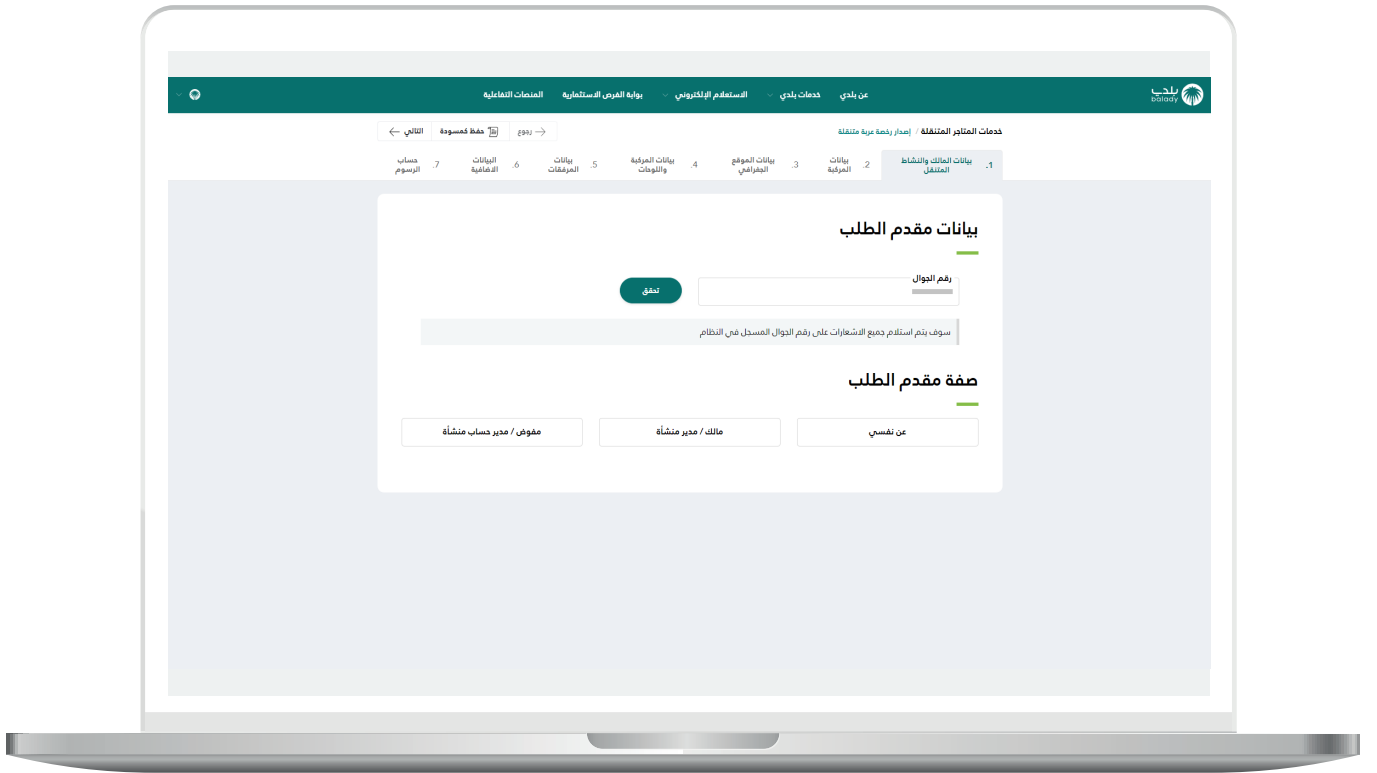 بلدي
balady
عن بلدي
خدمات بلدي
الاستعلام الإلكتروني
بوابة الفرص الاستثمارية
المنصات التفاعلية
خدمات المتاجر المتنقلة / إصدار رخصة عربة متنقلة
رجوع
حفظ كمسودة
التالي
1. بيانات المالك والنشاط المتنقل
2. بيانات المركبة
3. بيانات الموقع الجغرافي
4. بيانات المركبة واللوحات
5. بيانات المرفقات
6. البيانات الاضافية
7. حساب الرسوم
بيانات مقدم الطلب
رقم الجوال
تحقق
سوف يتم استلام جميع الاشعارات على رقم الجوال المسجل في النظام
صفة مقدم الطلب
عن نفسي
مالك / مدير منشأة
مفوض / مدير حساب منشأة